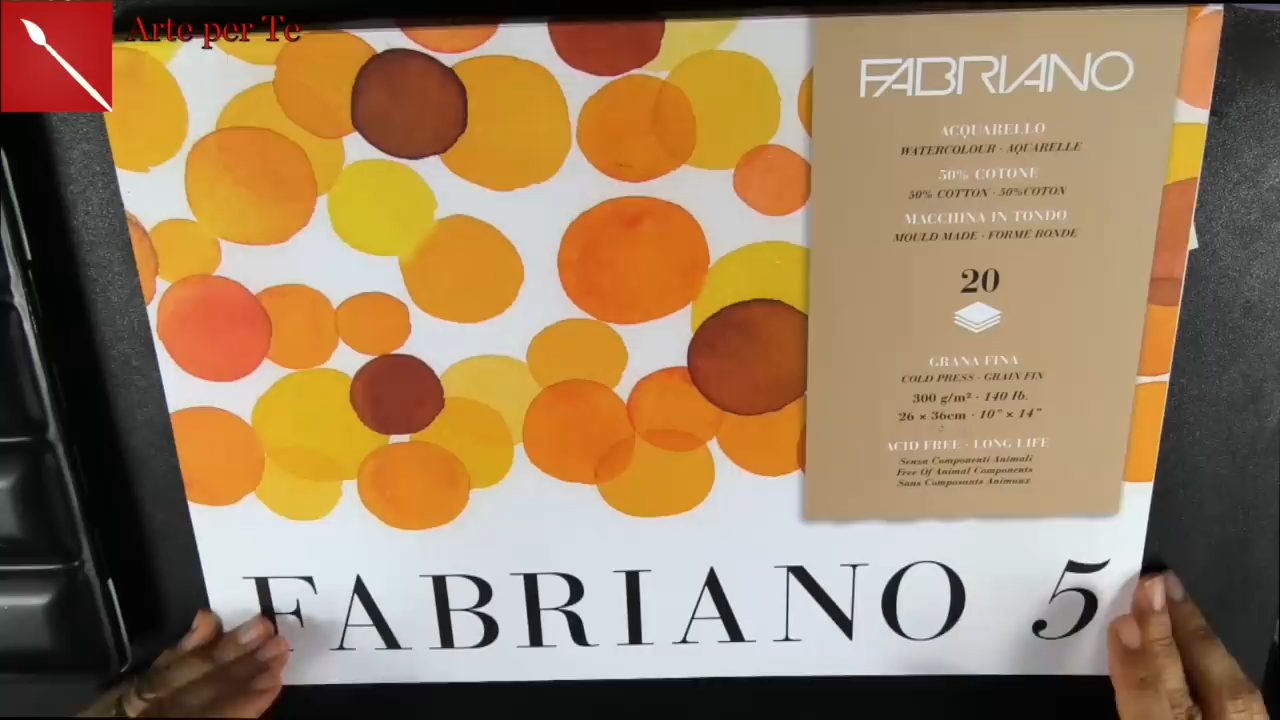 Arte per Te
FABRIANO
ACQUARELLO
WATERCOLOUR · AQUARELLE
50% COTONE
50% COTTON · 50%COTON
MACCHINA IN TONDO
MOULD MADE · FORME RONDE
20
GRANA FINA
COLD PRESS · GRAIN FIN
300 g/m² · 140 lb.
26 × 36cm · 10” × 14”
ACID FREE · LONG LIFE
Senza Componenti Animali
Free Of Animal Components
Sans Composants Animaux
FABRIANO 5